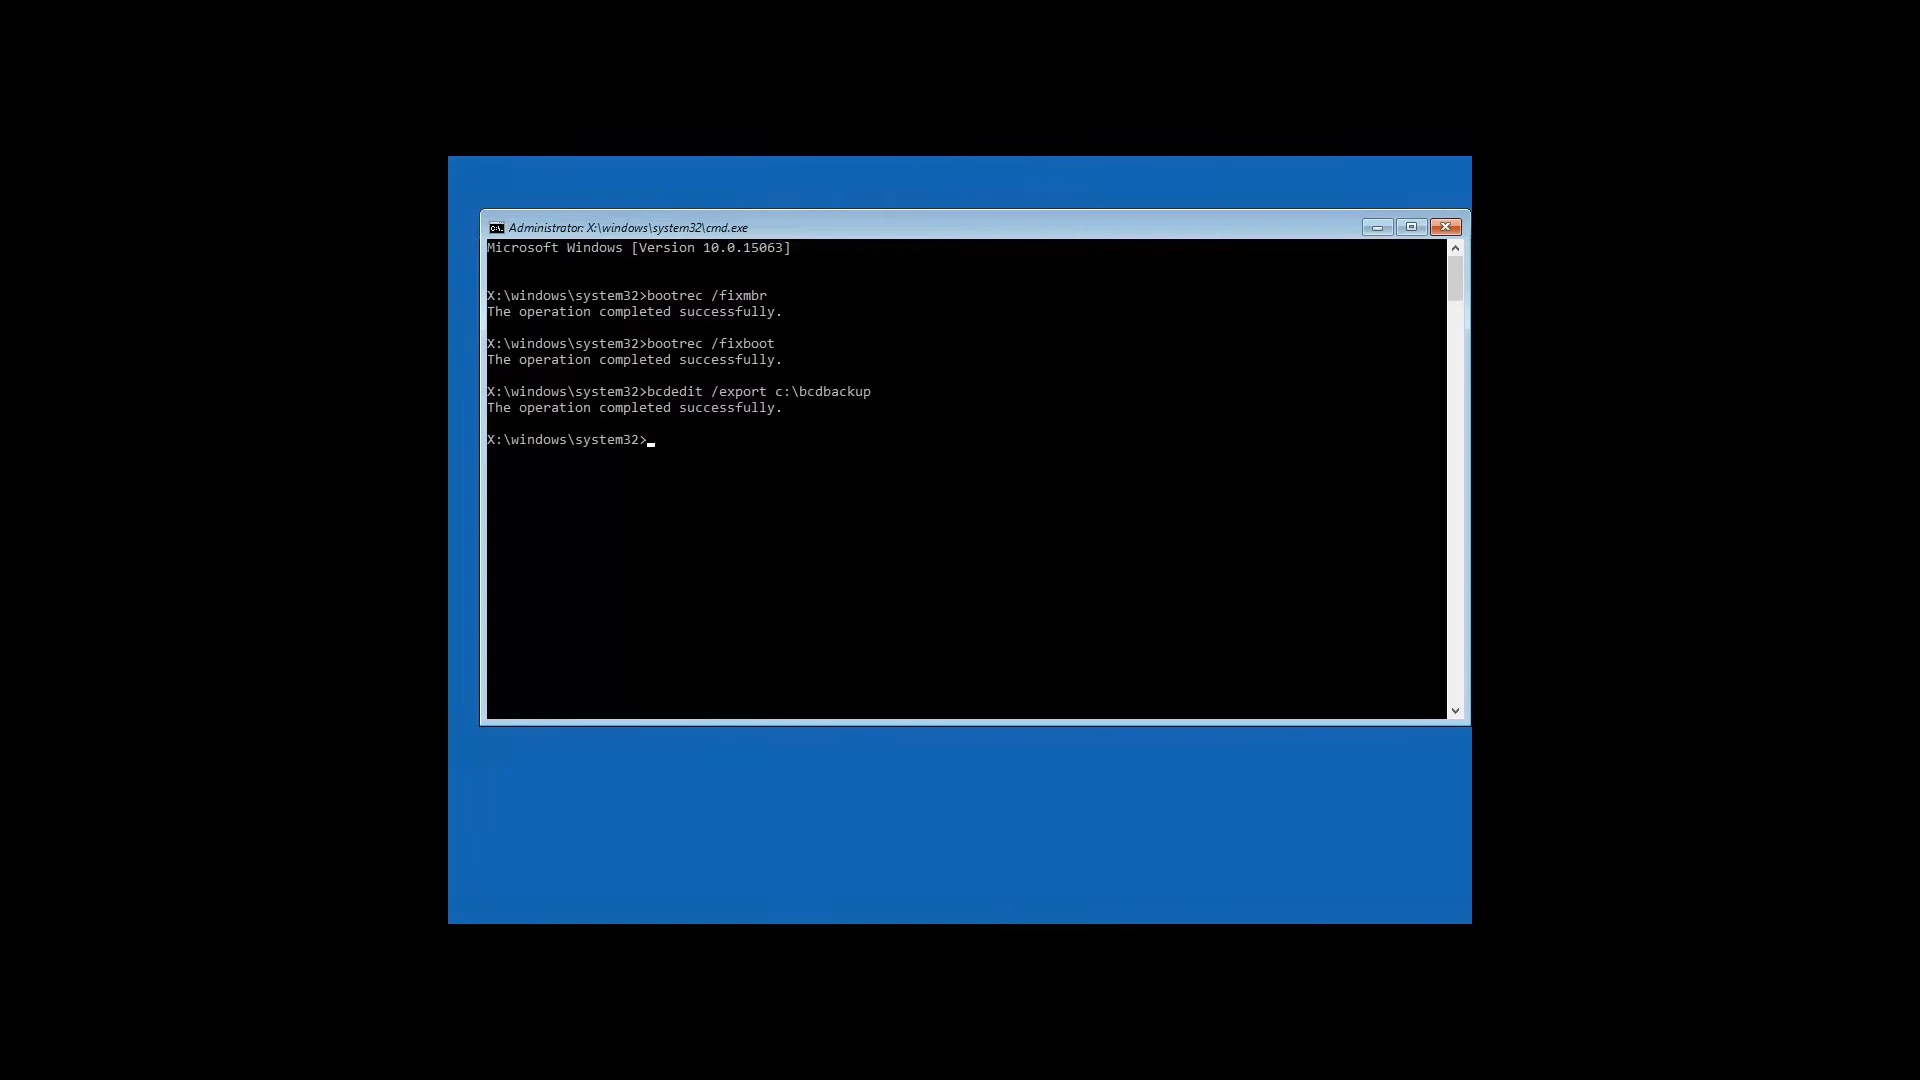 Administrator: X:\windows\system32\cmd.exe
Microsoft Windows [Version 10.0.15063]
X:\windows\system32>bootrec /fixmbr
The operation completed successfully.
X:\windows\system32>bootrec /fixboot
The operation completed successfully.
X:\windows\system32>bcdedit /export c:\bcdbackup
The operation completed successfully.
X:\windows\system32>